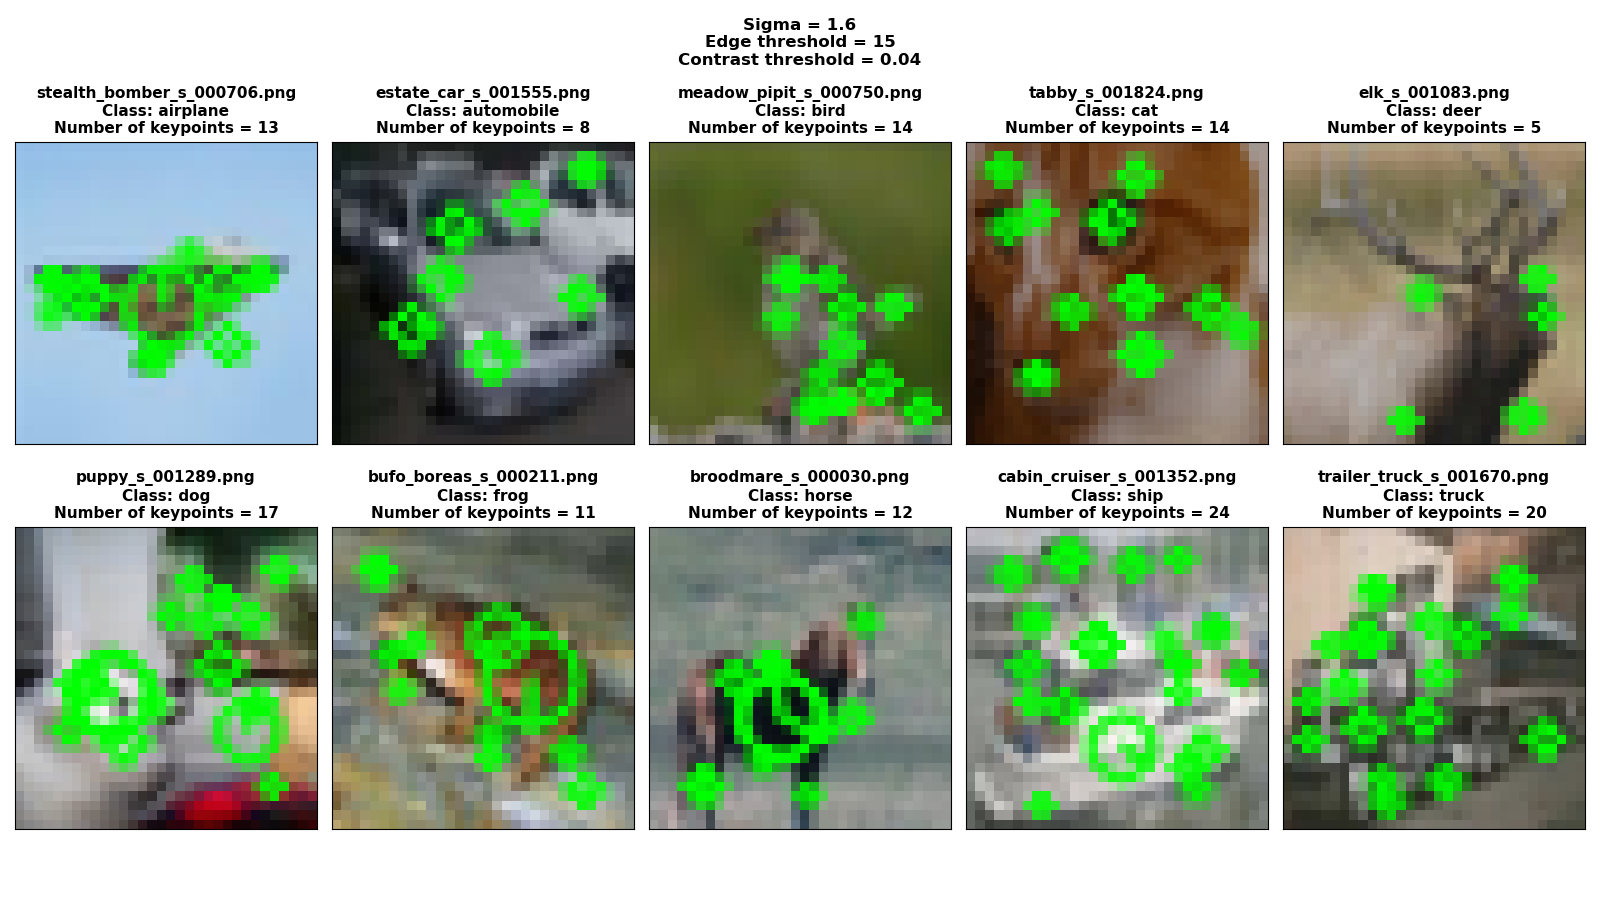 Sigma = 1.6
Edge threshold = 15
Contrast threshold = 0.04
stealth_bomber_s_000706.png
Class: airplane
Number of keypoints = 13
estate_car_s_001555.png
Class: automobile
Number of keypoints = 8
meadow_pipit_s_000750.png
Class: bird
Number of keypoints = 14
tabby_s_001824.png
Class: cat
Number of keypoints = 14
elk_s_001083.png
Class: deer
Number of keypoints = 5
puppy_s_001289.png
Class: dog
Number of keypoints = 17
bufo_boreas_s_000211.png
Class: frog
Number of keypoints = 11
broodmare_s_000030.png
Class: horse
Number of keypoints = 12
cabin_cruiser_s_001352.png
Class: ship
Number of keypoints = 24
trailer_truck_s_001670.png
Class: truck
Number of keypoints = 20